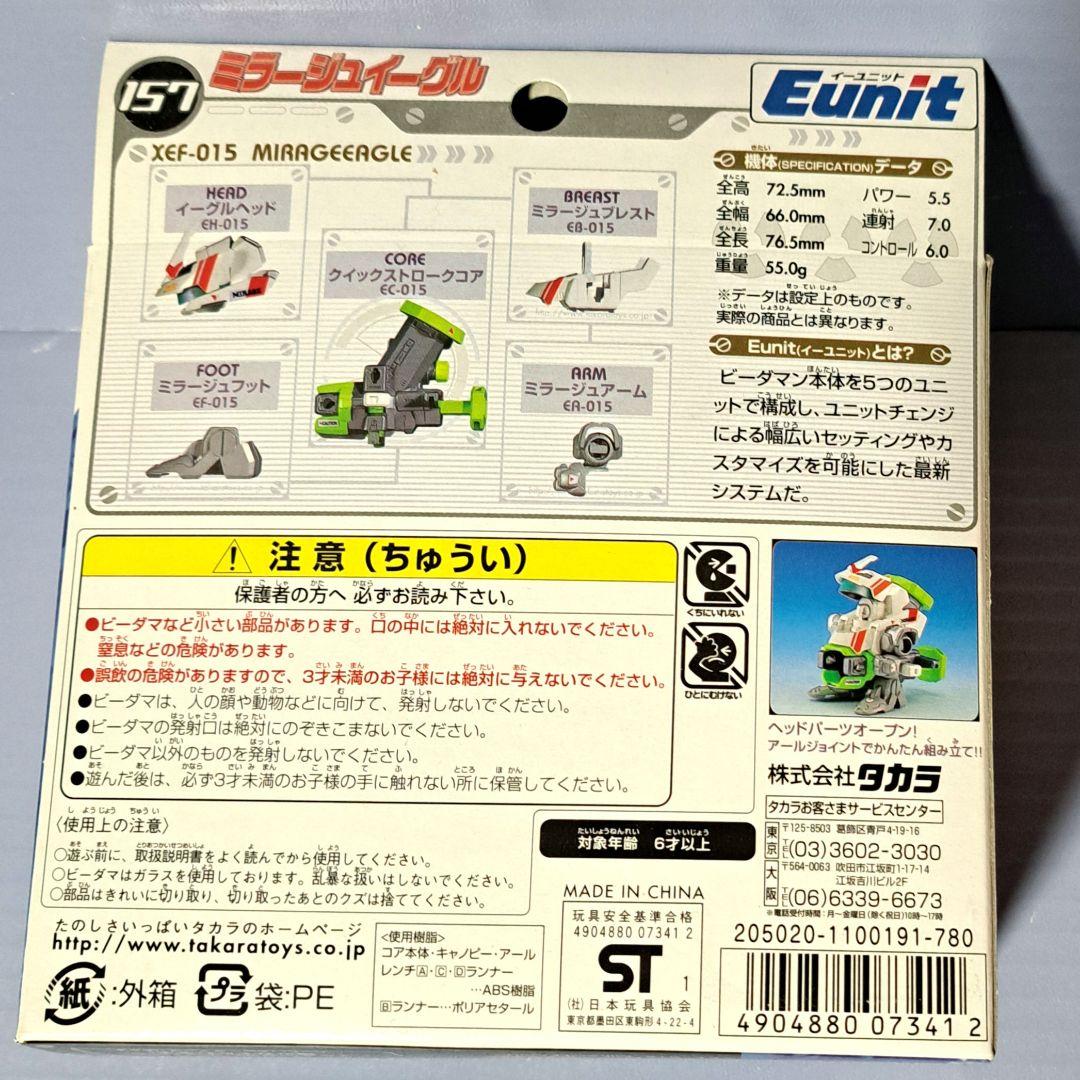 157
ミラージュイーグル
イーユニット
Eunit
XEF-015 MIRAGEEAGLE
HEAD
イーグルヘッド
EH-015
BREAST
ミラージュブレスト
EB-015
CORE
クイックストロークコア
EC-015
FOOT
ミラージュフット
EF-015
ARM
ミラージュアーム
EA-015
http://www.takaratoys.co.jp/
機体(SPECIFICATION)データ
全高 72.5mm パワー 5.5
全幅 66.0mm 連射 7.0
全長 76.5mm コントロール 6.0
重量 55.0g
※データは設定上のものです。
実際の商品とは異なります。
Eunit(イーユニット)とは?
ビーダマン本体を5つのユニ
ットで構成し、ユニットチェンジ
による幅広いセッティングやカ
スタマイズを可能にした最新
システムだ。
注意(ちゅうい)
保護者の方へ 必ずお読み下さい。
●ビーダマなど小さい部品があります。口の中には絶対に入れないでください。
窒息などの危険があります。
●誤飲の危険がありますので、3才未満のお子様には絶対に与えないでください。
●ビーダマは、人の顔や動物などに向けて、発射しないでください。
●ビーダマの発射口は絶対にのぞきこまないでください。
●ビーダマ以外のものを発射しないでください。
●遊んだ後は、必ず3才未満のお子様の手に触れない所に保管してください。
くちにいれない
ひとにむけない
〈使用上の注意〉
○遊ぶ前に、取扱説明書をよく読んでから使用してください。
○ビーダマはガラスを使用しております。乱暴な扱いはしないでください。
○部品はきれいに切り取り、切り取ったあとのクズは捨ててください。
たのしさいっぱいタカラのホームページ
http://www.takaratoys.co.jp
紙:外箱 プラ 袋:PE
<使用樹脂>
コア本体・キャノピー・アール
レンチA・C・Dランナー
…ABS樹脂
Bランナー…ポリアセタール
対象年齢 6才以上
MADE IN CHINA
玩具安全基準合格
4904880 07341 2
ST 1
(社)日本玩具協会
東京都墨田区東駒形4-22-4
ヘッドパーツオープン!
アールジョイントでかんたん組み立て!!
株式会社タカラ
タカラお客さまサービスセンター
東京 〒125-8503 葛飾区青戸4-19-16
TEL(03)3602-3030
大阪 〒564-0063 吹田市江坂町1-17-14
江坂吉川ビル2F
TEL(06)6339-6673
※電話受付時間:月〜金曜日(除く祝日)10時〜17時
205020-1100191-780
4904880 073412